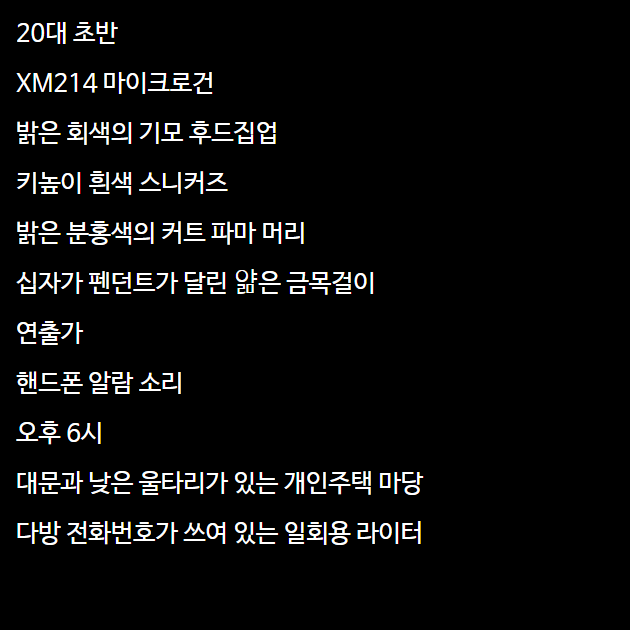 20대 초반
XM214 마이크로건
밝은 회색의 기모 후드집업
키높이 흰색 스니커즈
밝은 분홍색의 커트 파마 머리
십자가 펜던트가 달린 얇은 금목걸이
연출가
핸드폰 알람 소리
오후 6시
대문과 낮은 울타리가 있는 개인주택 마당
다방 전화번호가 쓰여 있는 일회용 라이터